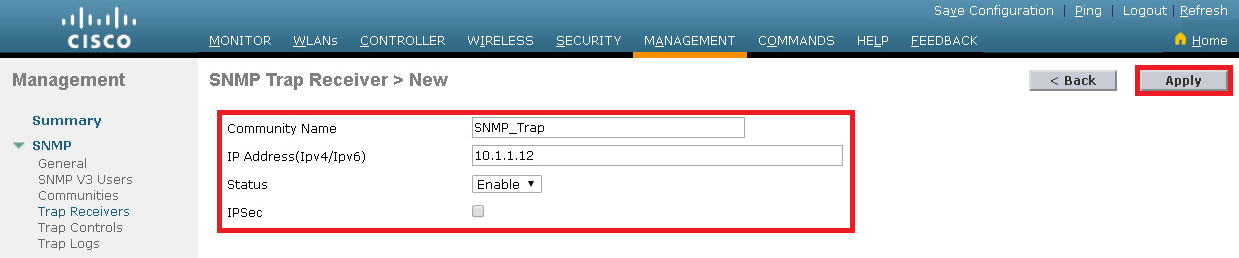 Save Configuration | Ping | Logout | Refresh
CISCO
MONITOR WLANs CONTROLLER WIRELESS SECURITY MANAGEMENT COMMANDS HELP FEEDBACK Home
Management
SNMP Trap Receiver > New
< Back
Apply
Summary
SNMP
General
SNMP V3 Users
Communities
Trap Receivers
Trap Controls
Trap Logs
Community Name SNMP_Trap
IP Address(Ipv4/Ipv6) 10.1.1.12
Status Enable
IPSec